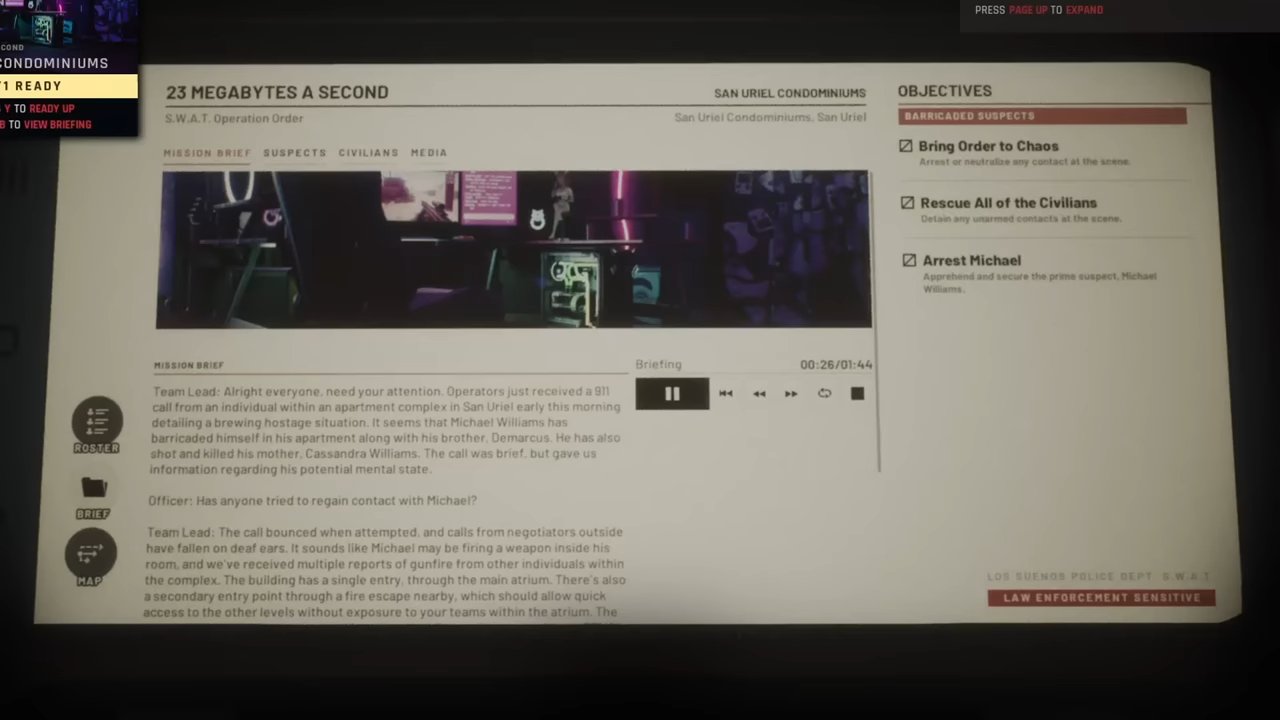 PRESS PAGE UP TO EXPAND
COND
CONDOMINIUMS
1 READY
Y TO READY UP
B TO VIEW BRIEFING
23 MEGABYTES A SECOND
SAN URIEL CONDOMINIUMS
S.W.A.T. Operation Order
San Uriel Condominiums, San Uriel
MISSION BRIEF SUSPECTS CIVILIANS MEDIA
MISSION BRIEF
Team Lead: Alright everyone, need your attention. Operators just received a 911
call from an individual within an apartment complex in San Uriel early this morning
detailing a brewing hostage situation. It seems that Michael Williams has
barricaded himself in his apartment along with his brother, Demarcus. He has also
shot and killed his mother, Cassandra Williams. The call was brief, but gave us
information regarding his potential mental state.
Officer: Has anyone tried to regain contact with Michael?
Team Lead: The call bounced when attempted, and calls from negotiators outside
have fallen on deaf ears. It sounds like Michael may be firing a weapon inside his
room, and we've received multiple reports of gunfire from other individuals within
the complex. The building has a single entry, through the main atrium. There's also
a secondary entry point through a fire escape nearby, which should allow quick
access to the other levels without exposure to your teams within the atrium. The
Briefing 00:26/01:44
ROSTER
BRIEF
MAP
OBJECTIVES
BARRICADED SUSPECTS
Bring Order to Chaos
Arrest or neutralize any contact at the scene.
Rescue All of the Civilians
Detain any unarmed contacts at the scene.
Arrest Michael
Apprehend and secure the prime suspect, Michael
Williams.
LOS SUENOS POLICE DEPT S.W.A.T.
LAW ENFORCEMENT SENSITIVE